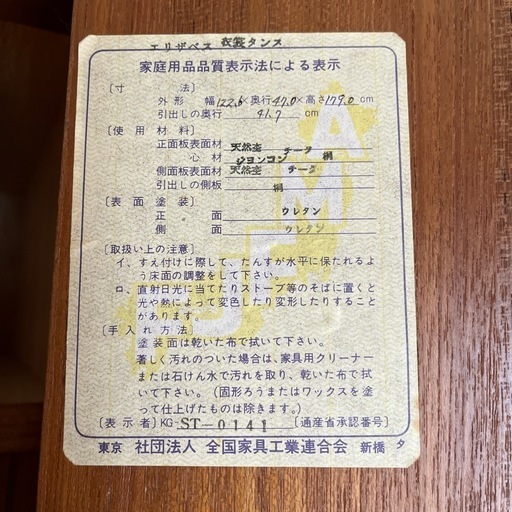 エリザベス 衣裳タンス
家庭用品品質表示法による表示
〔寸 法〕
外形 幅122.6×奥行47.0×高さ179.0cm
引出しの奥行 41.7 cm
〔使用材料〕
正面板表面材 天然杢 チーク
心材 ウヨンコン 桐
側面板表面材 天然杢 チーク
引出しの側板 桐
〔表面塗装〕
正面 ウレタン
側面 ウレタン
〔取扱い上の注意〕
イ、すえ付けに際して、たんすが水平に保たれるよ
う床面の調整をして下さい。
ロ、直射日光に当てたりストーブ等のそばに置くと
光や熱によって変色したり変形したりすること
があります。
〔手入れ方法〕
塗装面は乾いた布で拭いて下さい。
著しく汚れのついた場合は、家具用クリーナー
または石けん水で汚れを取り、乾いた布で拭
いて下さい。(固形ろうまたはワックスを塗
って仕上げたものは除きます。)
〔表示者〕KG-ST-0141〔通産省承認番号〕
東京 社団法人 全国家具工業連合会 新橋 タ
AMF